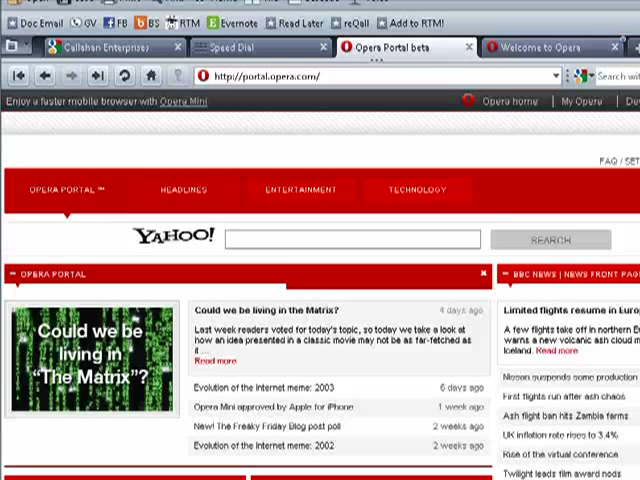 Doc Email GV FB BS RTM Evernote Read Later reQall Add to RTM!
Callahan Enterprises Speed Dial Opera Portal beta Welcome to Opera
http://portal.opera.com/ Search wit
Enjoy a faster mobile browser with Opera Mini Opera home My Opera De
FAQ / SET
OPERA PORTAL ™ HEADLINES ENTERTAINMENT TECHNOLOGY
YAHOO! SEARCH
OPERA PORTAL
Could we be
living in
"The Matrix"?
Could we be living in the Matrix? 4 days ago
Last week readers voted for today's topic, so today we take a look at
how an idea presented in a classic movie may not be as far-fetched as
it ...
Read more
Evolution of the Internet meme: 2003 6 days ago
Opera Mini approved by Apple for iPhone 1 week ago
New! The Freaky Friday Blog post poll 2 weeks ago
Evolution of the Internet meme: 2002 2 weeks ago
BBC NEWS | NEWS FRONT PAG
Limited flights resume in Euro
A few flights take off in northern E
warns a new volcanic ash cloud m
Iceland. Read more
Nissan suspends some production
First flights run after ash chaos
Ash flight ban hits Zambia farms
UK inflation rate rises to 3.4%
Rise of the virtual conference
Twilight leads film award nods